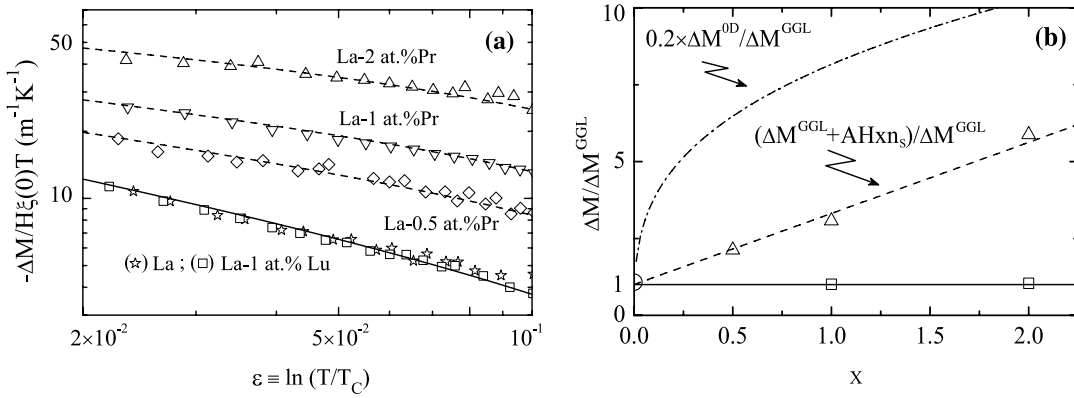 (a)
50
10
-ΔM/Hξ(0)T (m⁻¹K⁻¹)
La-2 at.%Pr
La-1 at.%Pr
La-0.5 at.%Pr
(☆) La ; (□) La-1 at.% Lu
2×10⁻²
5×10⁻²
10⁻¹
ε ≡ ln (T/T_C)
(b)
10
5
1
0
ΔM/ΔM^GGL
0.2×ΔM^0D/ΔM^GGL
(ΔM^GGL+AHxn_s)/ΔM^GGL
0.0
0.5
1.0
1.5
2.0
x